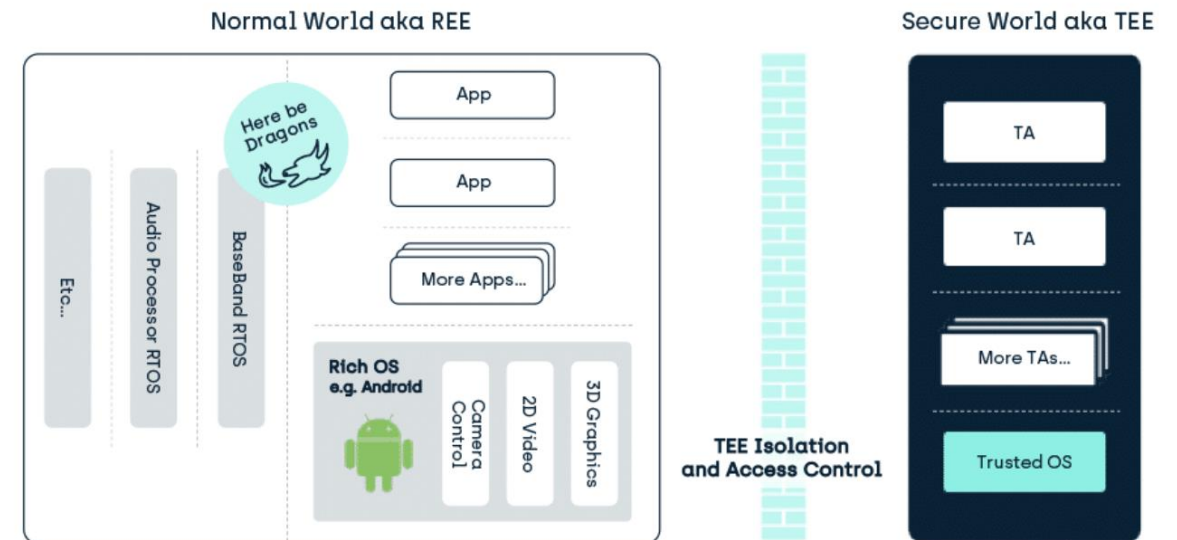 Normal World aka REE
Secure World aka TEE
Here be
Dragons
Etc...
Audio Processor RTOS
BaseBand RTOS
App
App
More Apps...
Rich OS
e.g. Android
Camera
Control
2D Video
3D Graphics
TEE Isolation
and Access Control
TA
TA
More TAs...
Trusted OS